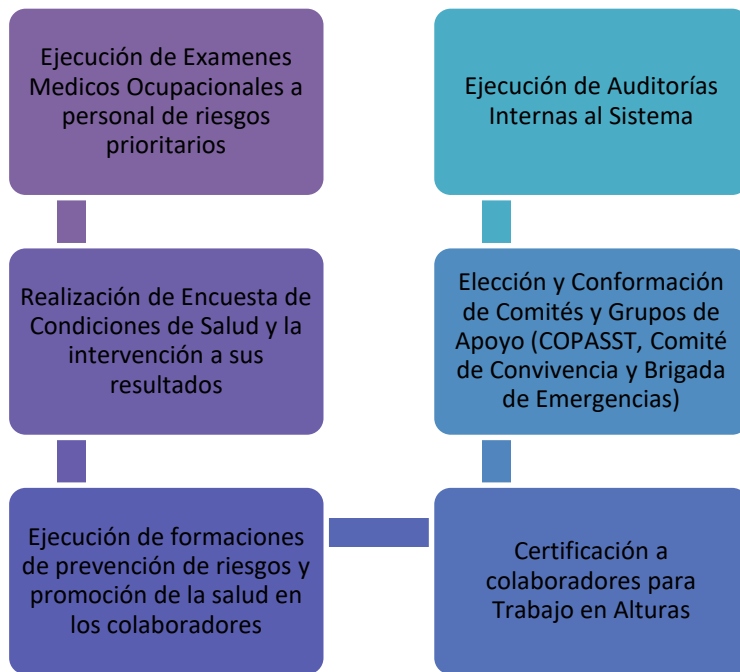 Ejecución de Examenes
Medicos Ocupacionales a
personal de riesgos
prioritarios
Realización de Encuesta de
Condiciones de Salud y la
intervención a sus
resultados
Ejecución de formaciones
de prevención de riesgos y
promoción de la salud en
los colaboradores
Certificación a
colaboradores para
Trabajo en Alturas
Elección y Conformación
de Comités y Grupos de
Apoyo (COPASST, Comité
de Convivencia y Brigada
de Emergencias)
Ejecución de Auditorías
Internas al Sistema